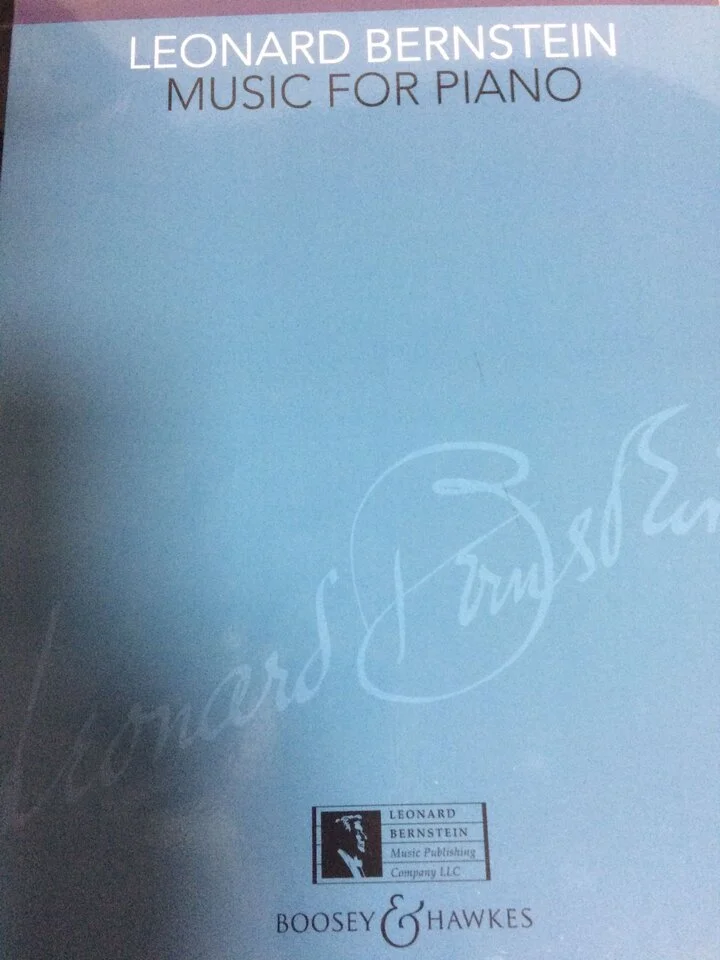 LEONARD BERNSTEIN
MUSIC FOR PIANO
Leonard Bernstein
LEONARD
BERNSTEIN
Music Publishing
Company LLC
BOOSEY & HAWKES